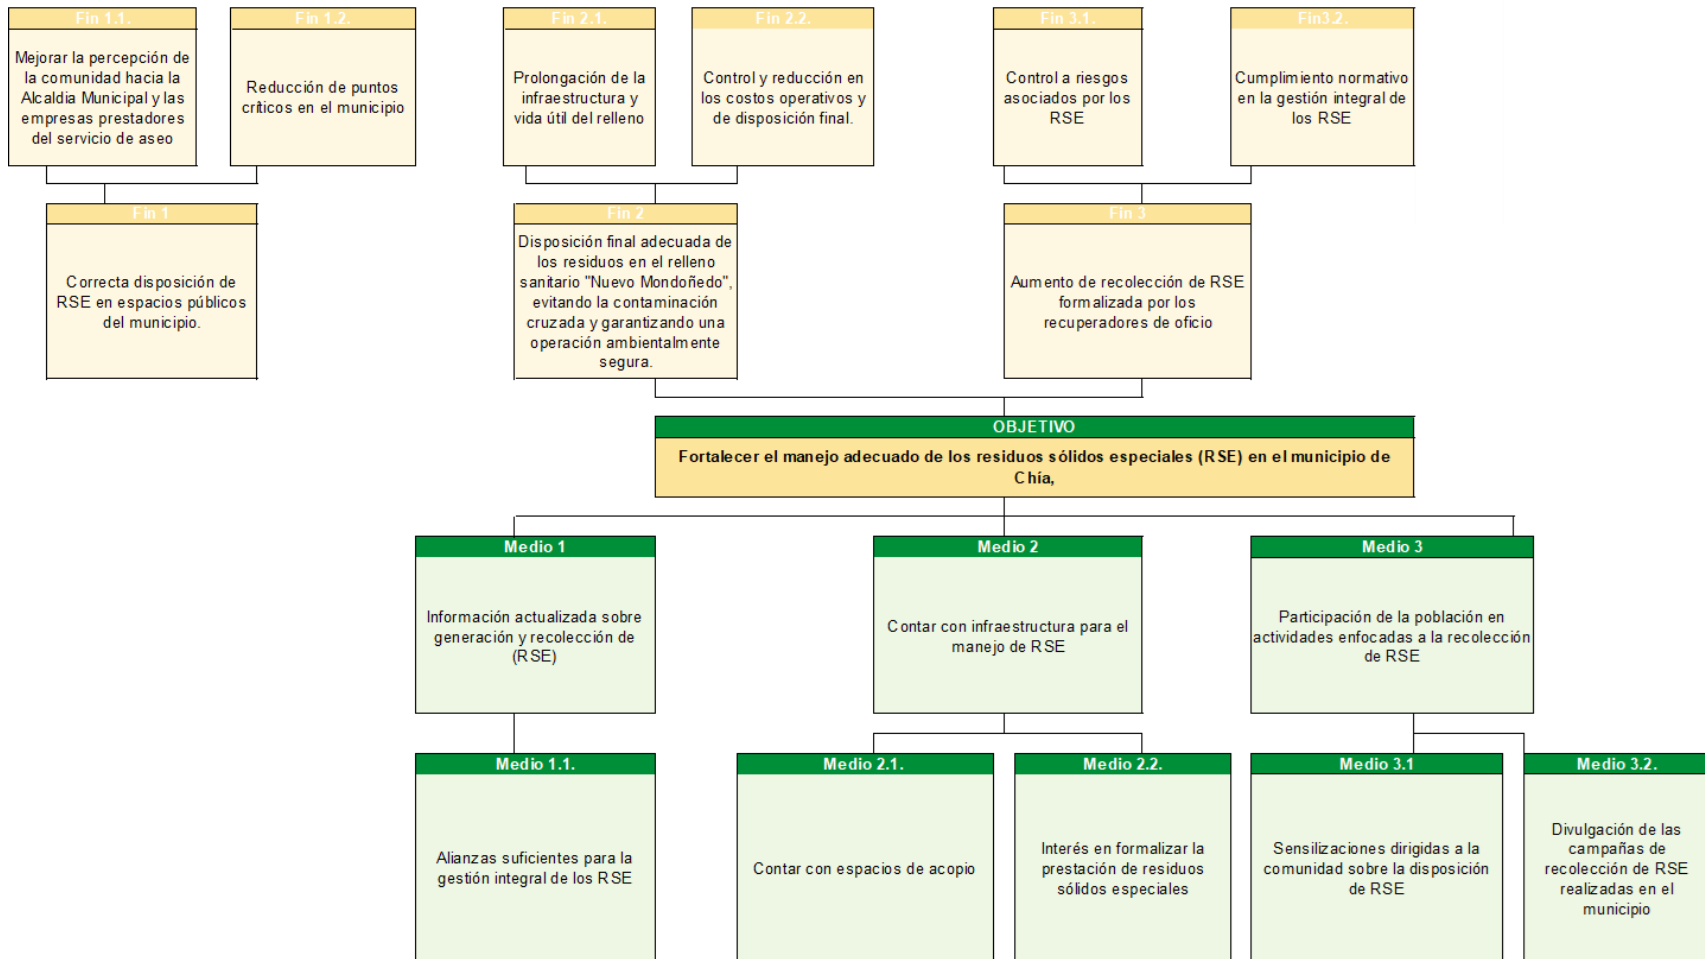 Fin 1.1.
Mejorar la percepción de
la comunidad hacia la
Alcaldia Municipal y las
empresas prestadores
del servicio de aseo
Fin 1.2.
Reducción de puntos
críticos en el municipio
Fin 2.1.
Prolongación de la
infraestructura y
vida útil del relleno
Fin 2.2.
Control y reducción en
los costos operativos y
de disposición final.
Fin 3.1.
Control a riesgos
asociados por los
RSE
Fin3.2.
Cumplimiento normativo
en la gestión integral de
los RSE
Fin 1
Correcta disposición de
RSE en espacios públicos
del municipio.
Fin 2
Disposición final adecuada de
los residuos en el relleno
sanitario "Nuevo Mondoñedo",
evitando la contaminación
cruzada y garantizando una
operación ambientalmente
segura.
Fin 3
Aumento de recolección de RSE
formalizada por los
recuperadores de oficio
OBJETIVO
Fortalecer el manejo adecuado de los residuos sólidos especiales (RSE) en el municipio de
Chía,
Medio 1
Información actualizada sobre
generación y recolección de
(RSE)
Medio 2
Contar con infraestructura para el
manejo de RSE
Medio 3
Participación de la población en
actividades enfocadas a la recolección
de RSE
Medio 1.1.
Alianzas suficientes para la
gestión integral de los RSE
Medio 2.1.
Contar con espacios de acopio
Medio 2.2.
Interés en formalizar la
prestación de residuos
sólidos especiales
Medio 3.1
Sensilizaciones dirigidas a la
comunidad sobre la disposición
de RSE
Medio 3.2.
Divulgación de las
campañas de
recolección de RSE
realizadas en el
municipio